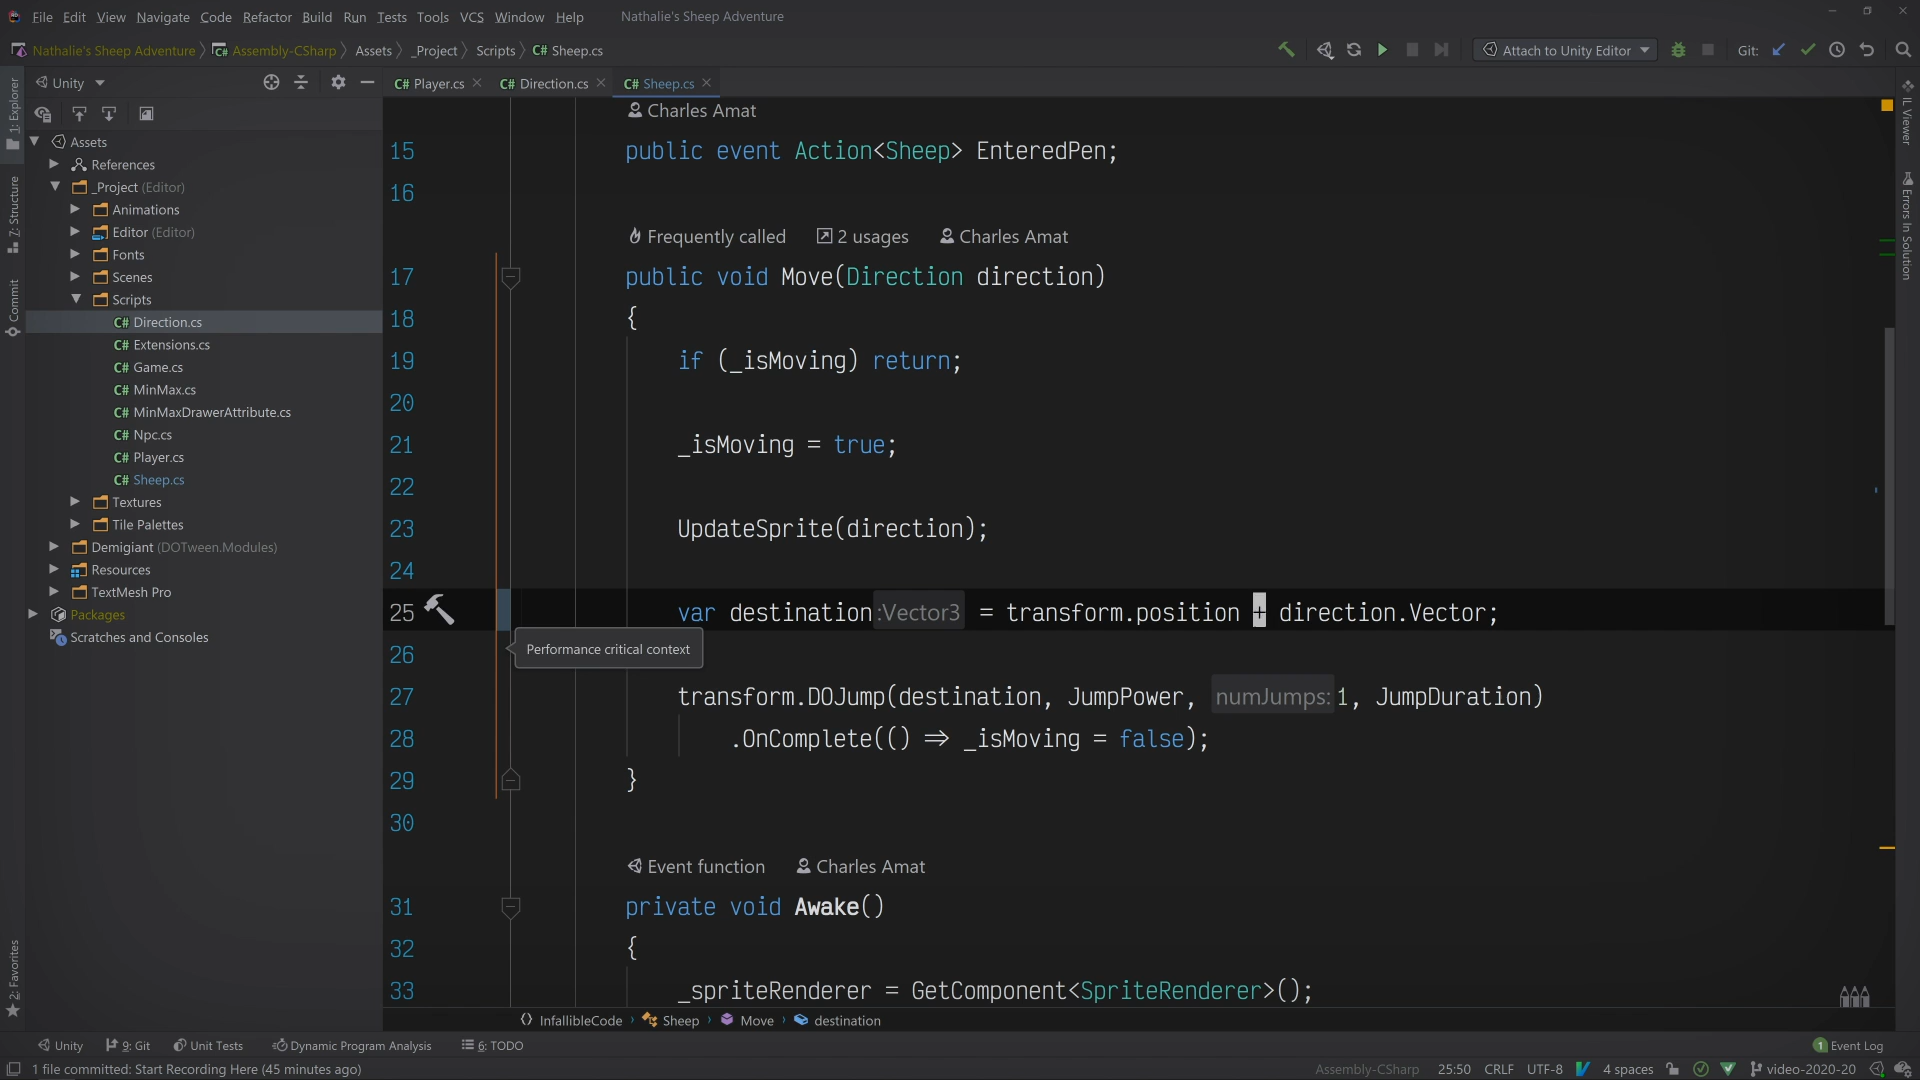 File Edit View Navigate Code Refactor Build Run Tests Tools VCS Window Help Nathalie's Sheep Adventure
Nathalie's Sheep Adventure Assembly-CSharp Assets _Project Scripts C# Sheep.cs Attach to Unity Editor Git:
Unity
C# Player.cs C# Direction.cs C# Sheep.cs
1: Explorer
7: Structure
Commit
2: Favorites
IL Viewer
Errors In Solution
Assets
References
_Project (Editor)
Animations
Editor (Editor)
Fonts
Scenes
Scripts
C# Direction.cs
C# Extensions.cs
C# Game.cs
C# MinMax.cs
C# MinMaxDrawerAttribute.cs
C# Npc.cs
C# Player.cs
C# Sheep.cs
Textures
Tile Palettes
Demigiant (DOTween.Modules)
Resources
TextMesh Pro
Packages
Scratches and Consoles
Charles Amat
15 public event Action<Sheep> EnteredPen;
16
Frequently called 2 usages Charles Amat
17 public void Move(Direction direction)
18 {
19 if (_isMoving) return;
20
21 _isMoving = true;
22
23 UpdateSprite(direction);
24
25 var destination :Vector3 = transform.position + direction.Vector;
Performance critical context
26
27 transform.DOJump(destination, JumpPower, numJumps: 1, JumpDuration)
28 .OnComplete(() => _isMoving = false);
29 }
30
Event function Charles Amat
31 private void Awake()
32 {
33 _spriteRenderer = GetComponent<SpriteRenderer>();
InfallibleCode Sheep Move destination
Unity 9: Git Unit Tests Dynamic Program Analysis 6: TODO 1 Event Log
1 file committed: Start Recording Here (45 minutes ago) Assembly-CSharp 25:50 CRLF UTF-8 4 spaces video-2020-20